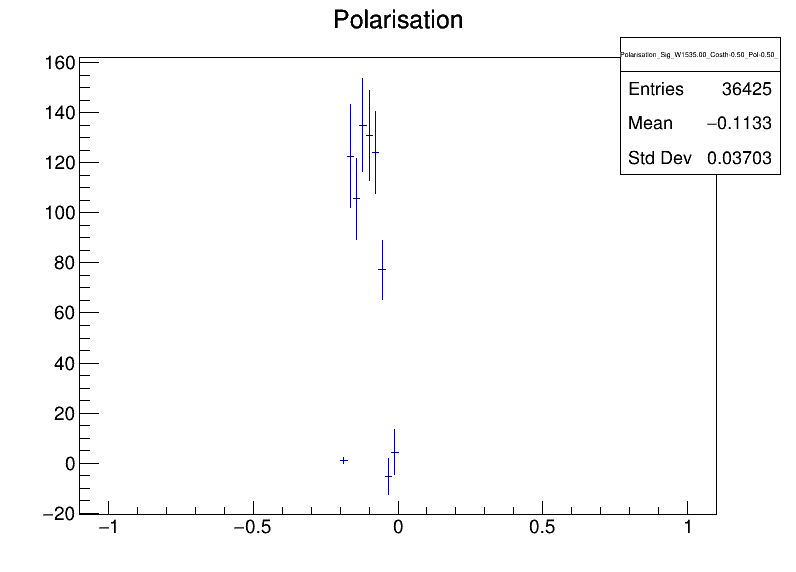 Polarisation
Polarisation_Sig_W1535.00_Costh-0.50_Pol-0.50_
Entries 36425
Mean −0.1133
Std Dev 0.03703
160
140
120
100
80
60
40
20
0
−20
−1 −0.5 0 0.5 1